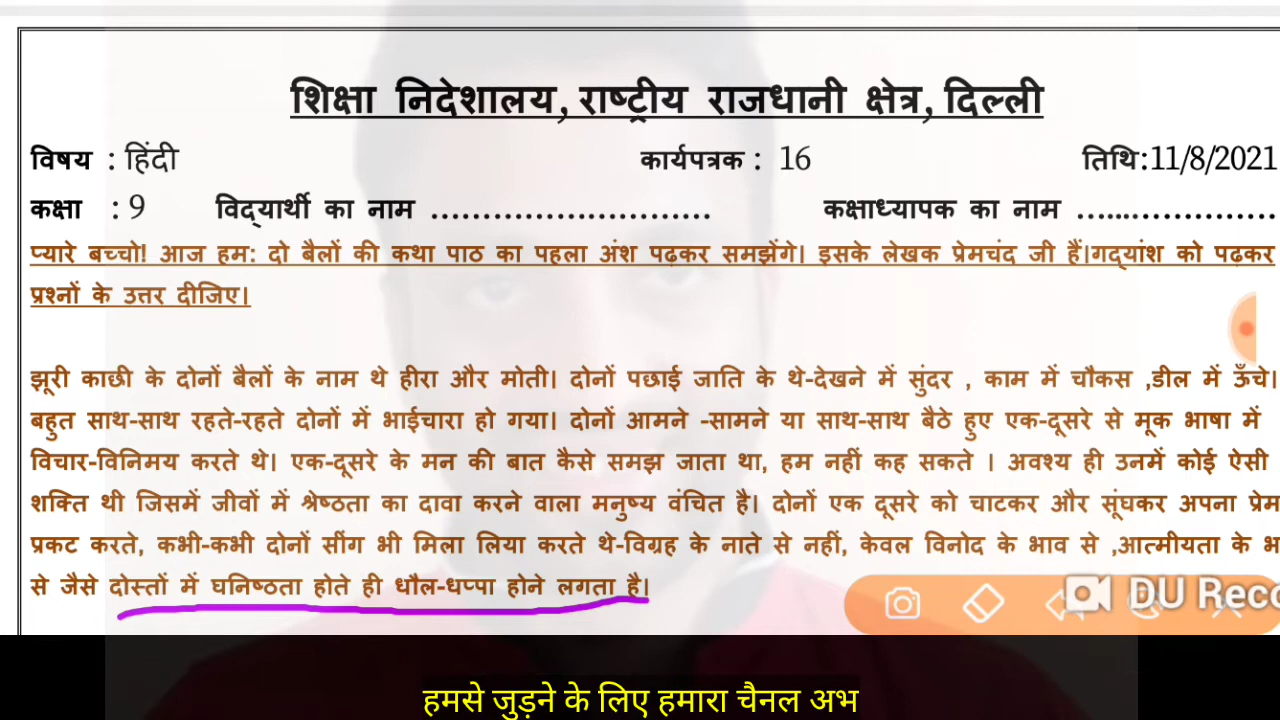 शिक्षा निदेशालय, राष्ट्रीय राजधानी क्षेत्र, दिल्ली
विषय : हिंदी कार्यपत्रक : 16 तिथि:11/8/2021
कक्षा : 9 विद्यार्थी का नाम ........................... कक्षाध्यापक का नाम ....................
प्यारे बच्चो! आज हम: दो बैलों की कथा पाठ का पहला अंश पढ़कर समझेंगे। इसके लेखक प्रेमचंद जी हैं।गद्यांश को पढ़कर
प्रश्नों के उत्तर दीजिए।
झूरी काछी के दोनों बैलों के नाम थे हीरा और मोती। दोनों पछाई जाति के थे-देखने में सुंदर , काम में चौकस ,डील में ऊँचे।
बहुत साथ-साथ रहते-रहते दोनों में भाईचारा हो गया। दोनों आमने -सामने या साथ-साथ बैठे हुए एक-दूसरे से मूक भाषा में
विचार-विनिमय करते थे। एक-दूसरे के मन की बात कैसे समझ जाता था, हम नहीं कह सकते । अवश्य ही उनमें कोई ऐसी
शक्ति थी जिसमें जीवों में श्रेष्ठता का दावा करने वाला मनुष्य वंचित है। दोनों एक दूसरे को चाटकर और सूंघकर अपना प्रेम
प्रकट करते, कभी-कभी दोनों सींग भी मिला लिया करते थे-विग्रह के नाते से नहीं, केवल विनोद के भाव से ,आत्मीयता के
से जैसे दोस्तों में घनिष्ठता होते ही धौल-धप्पा होने लगता है।
DU
हमसे जुड़ने के लिए हमारा चैनल अभ